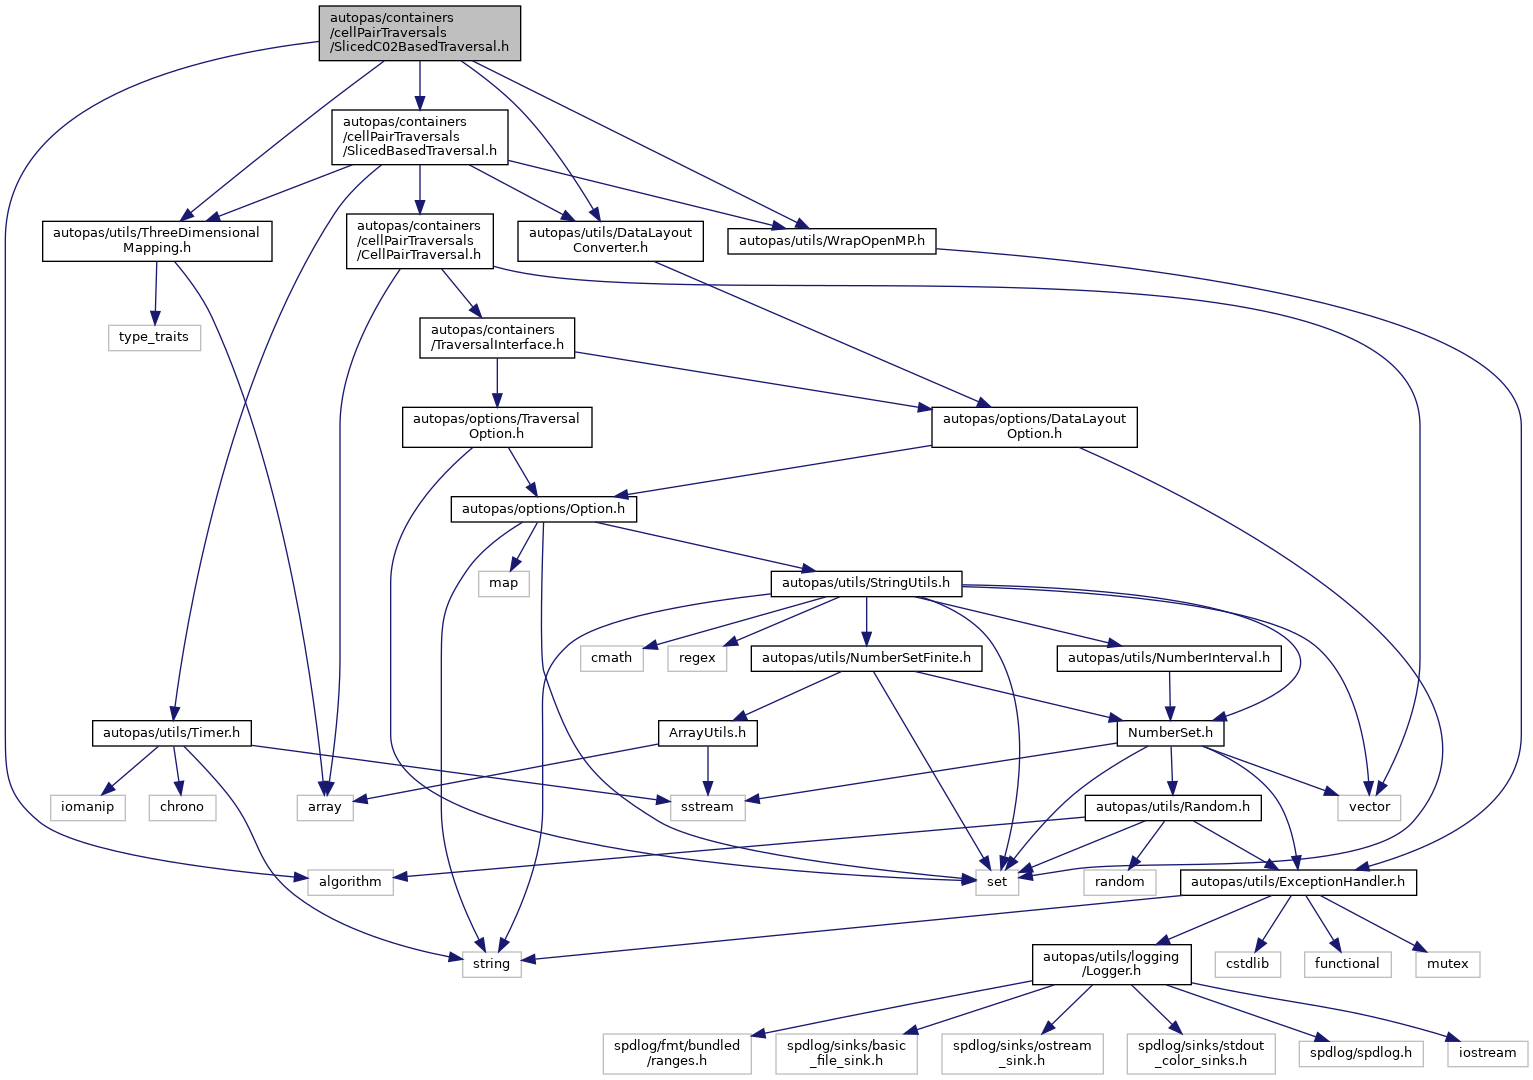 autopas/containers
/cellPairTraversals
/SlicedC02BasedTraversal.h
autopas/containers
/cellPairTraversals
/SlicedBasedTraversal.h
autopas/utils/ThreeDimensional
Mapping.h
autopas/containers
/cellPairTraversals
/CellPairTraversal.h
autopas/utils/DataLayout
Converter.h
autopas/utils/WrapOpenMP.h
type_traits
autopas/containers
/TraversalInterface.h
autopas/options/Traversal
Option.h
autopas/options/DataLayout
Option.h
autopas/options/Option.h
map
autopas/utils/StringUtils.h
cmath
regex
autopas/utils/NumberSetFinite.h
autopas/utils/NumberInterval.h
autopas/utils/Timer.h
ArrayUtils.h
NumberSet.h
iomanip
chrono
array
sstream
autopas/utils/Random.h
vector
algorithm
set
random
autopas/utils/ExceptionHandler.h
string
autopas/utils/logging
/Logger.h
cstdlib
functional
mutex
spdlog/fmt/bundled
/ranges.h
spdlog/sinks/basic
_file_sink.h
spdlog/sinks/ostream
_sink.h
spdlog/sinks/stdout
_color_sinks.h
spdlog/spdlog.h
iostream